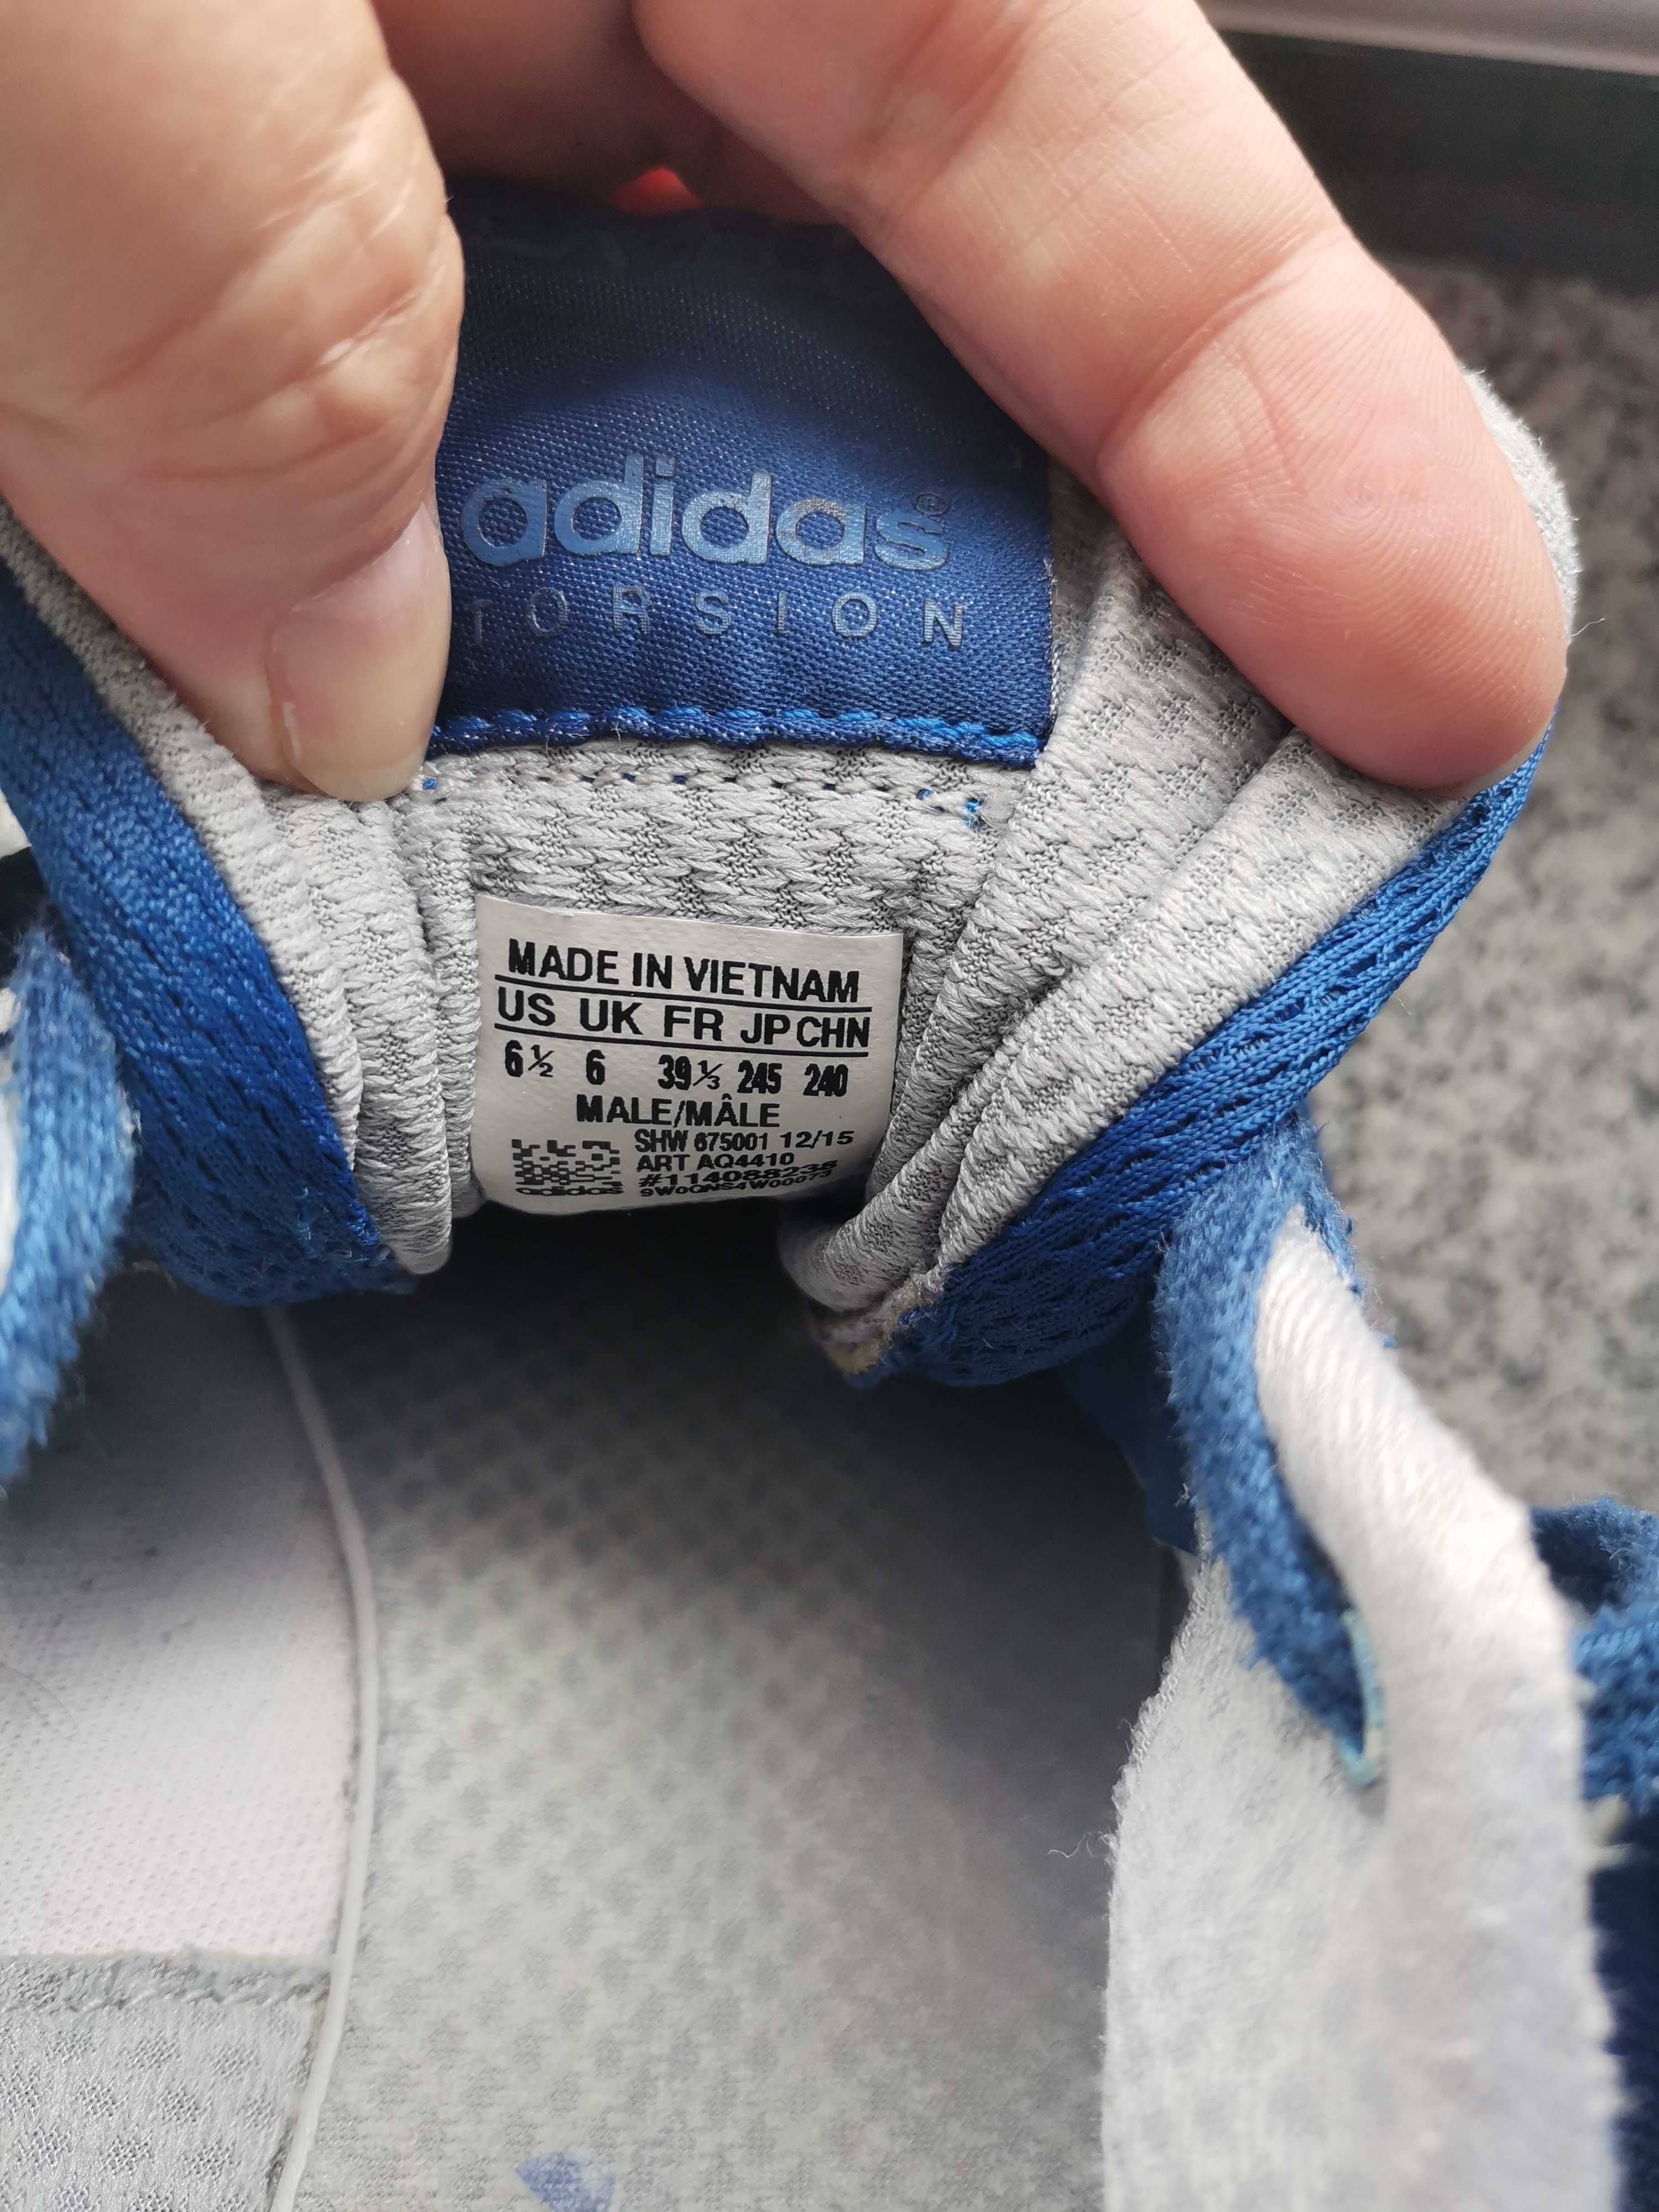 adidas®
TORSION
MADE IN VIETNAM
US UK FR JP CHN
6½ 6 39⅓ 245 240
MALE/MÂLE
SHW 675001 12/15
ART AQ4410
#114088238
adidas